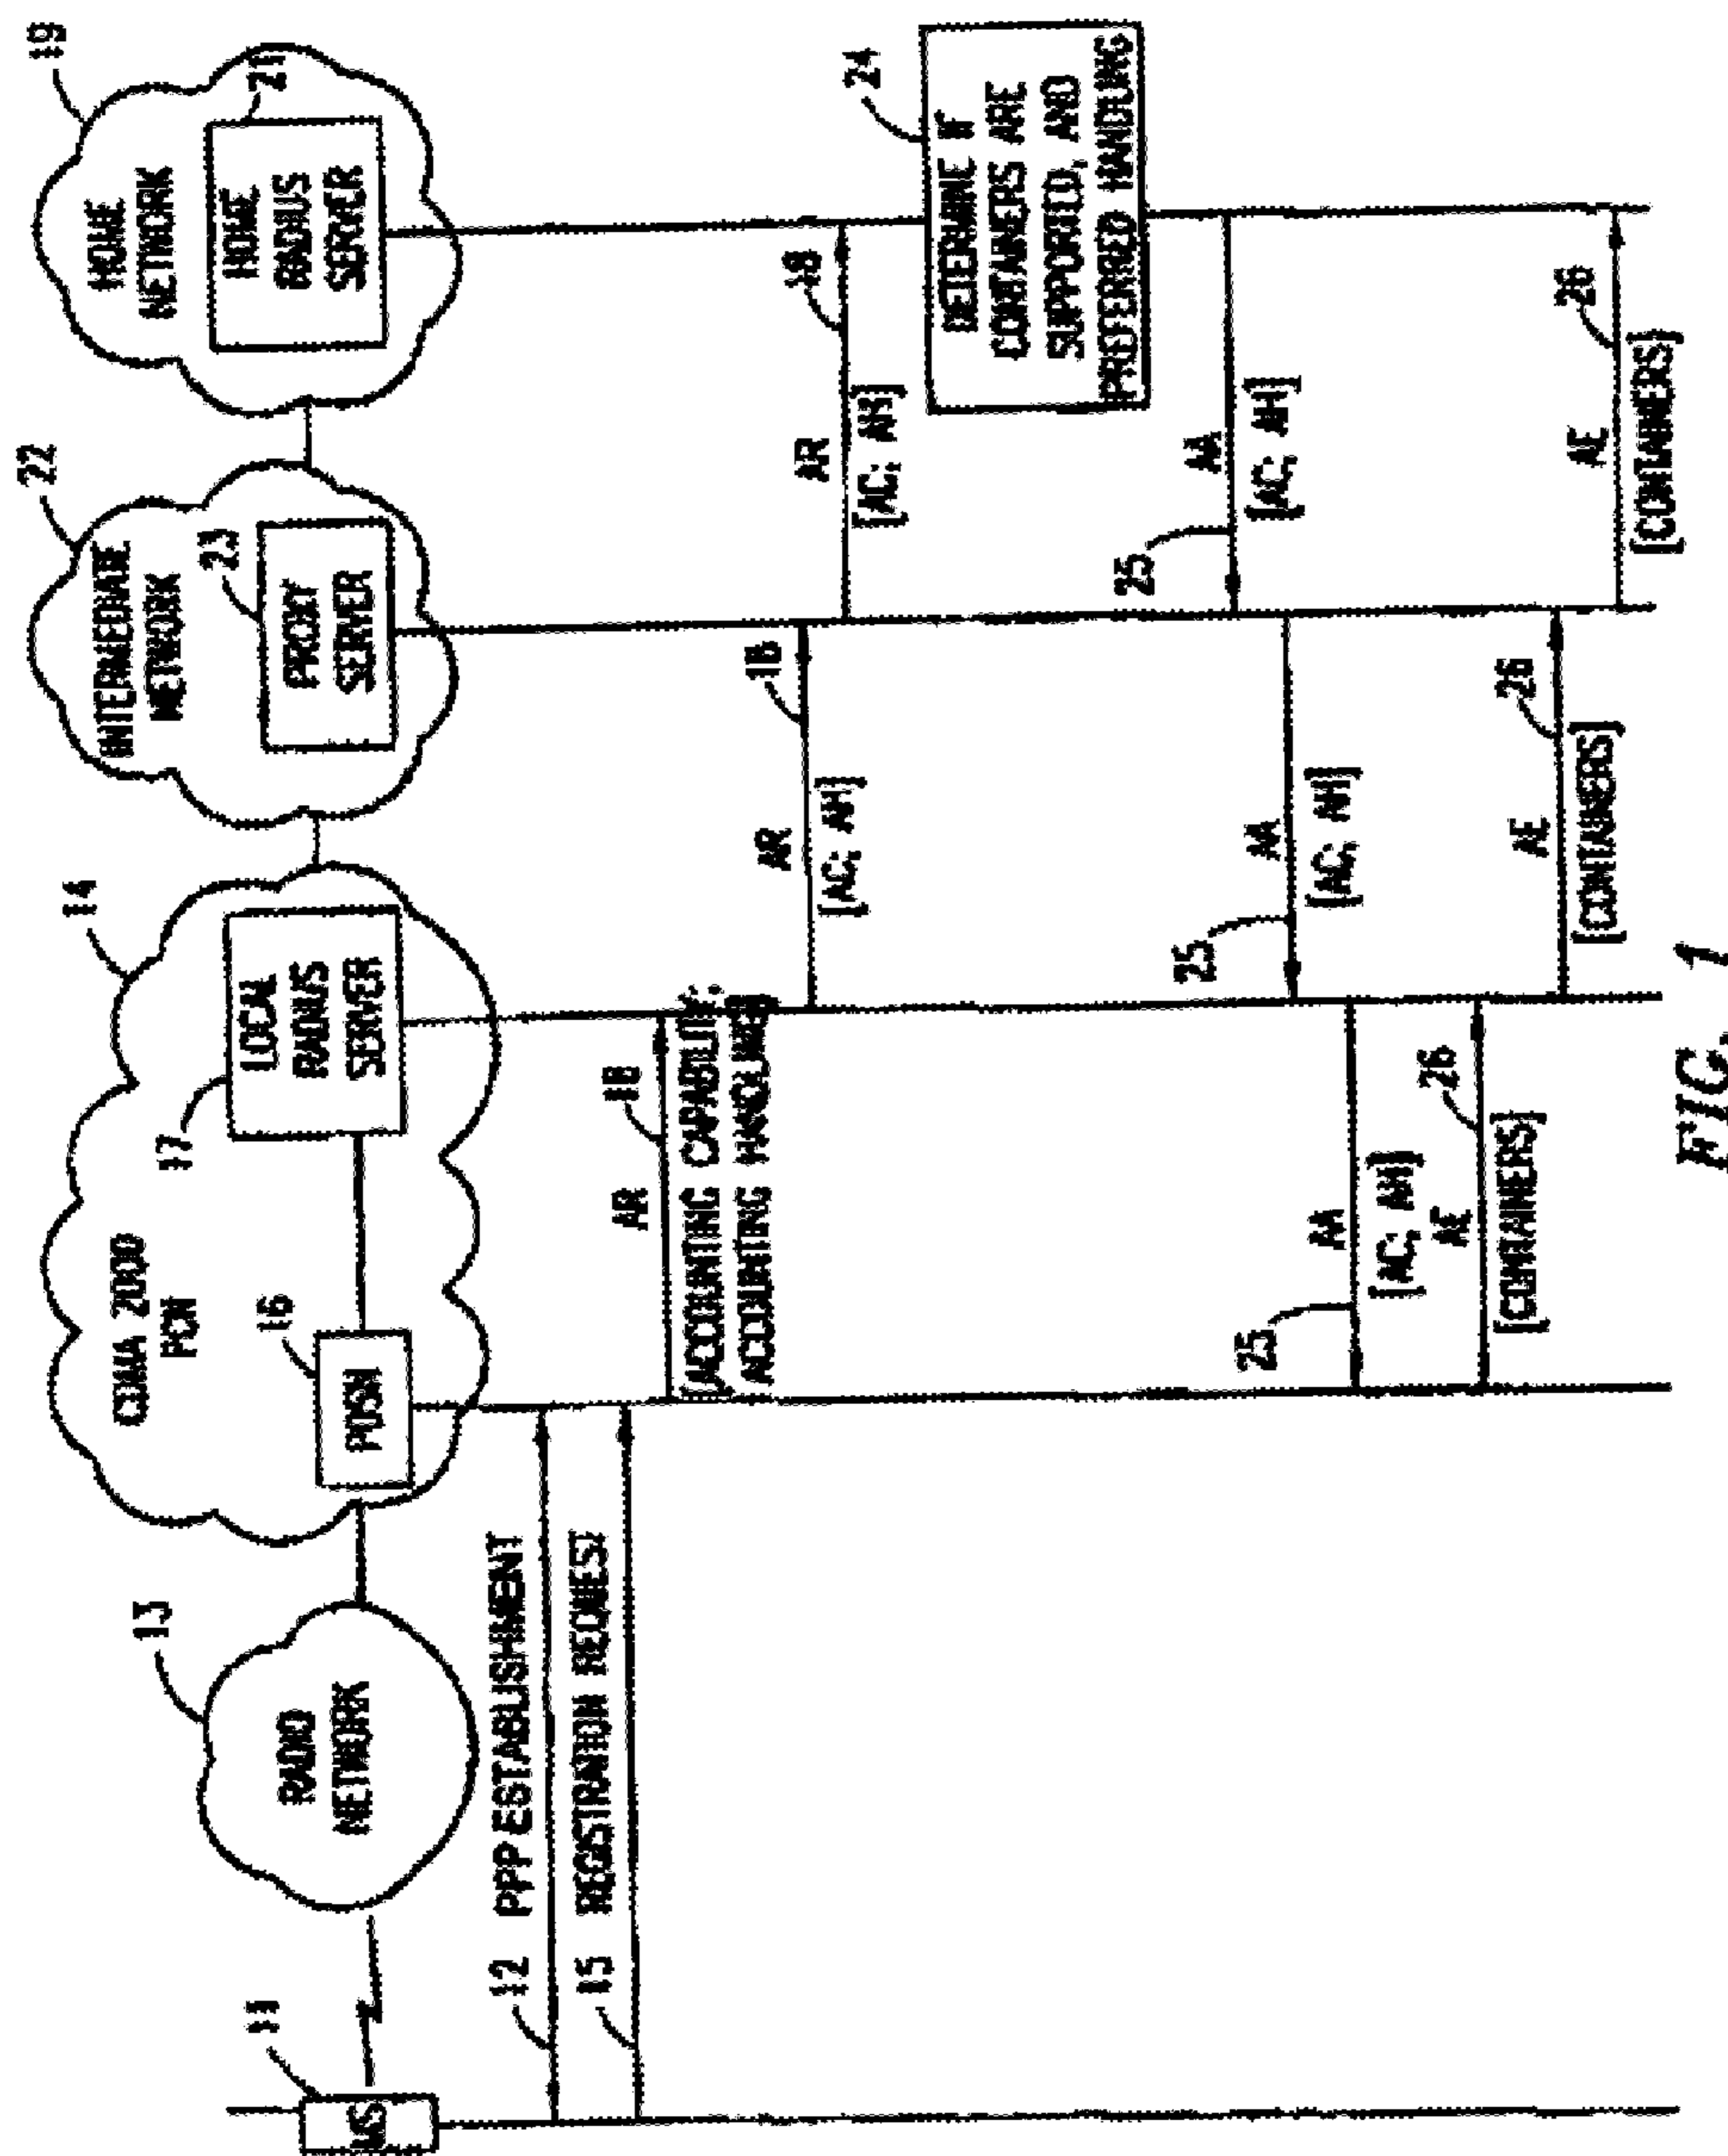 11
MS
13
RADIO
NETWORK
14
CDMA 2000
PCN
16
PDSN
17
LOCAL
RADIUS
SERVER
22
INTERMEDIATE
NETWORK
23
PROXY
SERVER
19
HOME
NETWORK
21
HOME
RADIUS
SERVER
12 PPP ESTABLISHMENT
15 REGISTRATION REQUEST
AR
18
[ACCOUNTING CAPABILITY;
ACCOUNTING HANDLING]
AR
18
[AC; AH]
AR
18
[AC; AH]
24
DETERMINE IF
CONTAINERS ARE
SUPPORTED, AND
PREFERRED HANDLING
25
AA
[AC; AH]
25
AA
[AC; AH]
25
AA
[AC; AH]
AE
26
[CONTAINERS]
AE
26
[CONTAINERS]
AE
26
[CONTAINERS]
FIG. 1